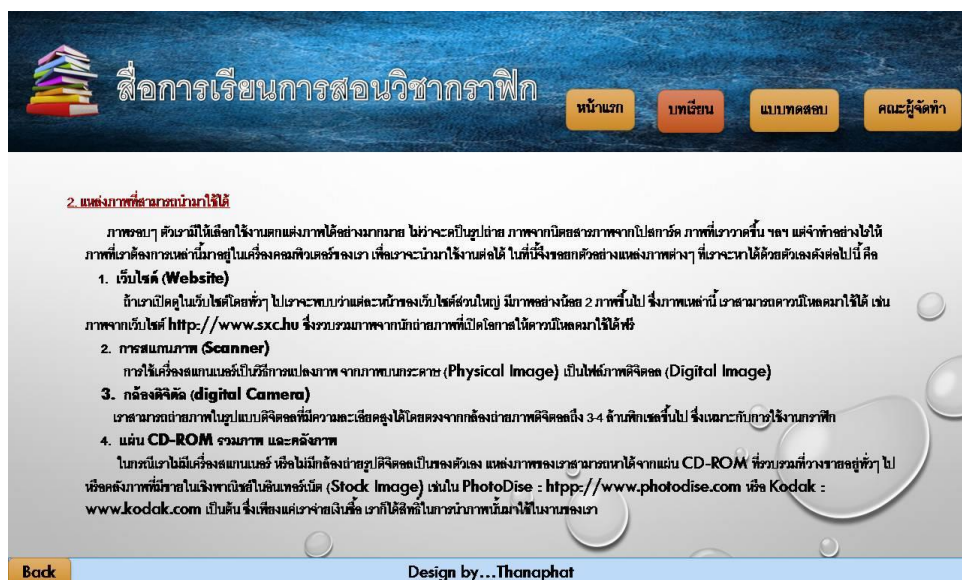 สื่อการเรียนการสอนวิชากราฟิก
หน้าแรก บทเรียน แบบทดสอบ คณะผู้จัดทำ
2. แหล่งภาพที่สามารถนำมาใช้ได้
ภาพรอบๆ ตัวเรามีให้เลือกใช้งานตกแต่งภาพได้อย่างมากมาย ไม่ว่าจะเป็นรูปถ่าย ภาพจากนิตยสารภาพจากโปสการ์ด ภาพที่เราวาดขึ้น ฯลฯ แต่จำทำอย่างไรให้
ภาพที่เราต้องการเหล่านี้มาอยู่ในเครื่องคอมพิวเตอร์ของเรา เพื่อเราจะนำมาใช้งานต่อได้ ในที่นี้จึงขอยกตัวอย่างแหล่งภาพต่างๆ ที่เราจะหาได้ด้วยตัวเองดังต่อไปนี้ คือ
1. เว็บไซต์ (Website)
ถ้าเราเปิดดูในเว็บไซต์โดยทั่วๆ ไปเราจะพบว่าแต่ละหน้าของเว็บไซต์ส่วนใหญ่ มีภาพอย่างน้อย 2 ภาพขึ้นไป ซึ่งภาพเหล่านี้ เราสามารถดาวน์โหลดมาใช้ได้ เช่น
ภาพจากเว็บไซต์ http://www.sxc.hu ซึ่งรวบรวมภาพจากนักถ่ายภาพที่เปิดโอกาสให้ดาวน์โหลดมาใช้ได้ฟรี
2. การสแกนภาพ (Scanner)
การใช้เครื่องสแกนเนอร์เป็นวิธีการแปลงภาพ จากภาพบนกระดาษ (Physical Image) เป็นไฟล์ภาพดิจิตอล (Digital Image)
3. กล้องดิจิตัล (digital Camera)
เราสามารถถ่ายภาพในรูปแบบดิจิตอลที่มีความละเอียดสูงได้โดยตรงจากกล้องถ่ายภาพดิจิตอลถึง 3-4 ล้านพิกเซลขึ้นไป ซึ่งเหมาะกับการใช้งานกราฟิก
4. แผ่น CD-ROM รวมภาพ และคลังภาพ
ในกรณีเราไม่มีเครื่องสแกนเนอร์ หรือไม่มีกล้องถ่ายรูปดิจิตอลเป็นของตัวเอง แหล่งภาพของเราสามารถหาได้จากแผ่น CD-ROM ที่รวบรวมที่วางขายอยู่ทั่วๆ ไป
หรือคลังภาพที่มีขายในเชิงพาณิชย์ในอินเทอร์เน็ต (Stock Image) เช่นใน PhotoDise : htpp://www.photodise.com หรือ Kodak :
www.kodak.com เป็นต้น ซึ่งเพียงแค่เราจ่ายเงินซื้อ เราก็ได้สิทธิ์ในการนำภาพนั้นมาใช้ในงานของเรา
Back Design by...Thanaphat